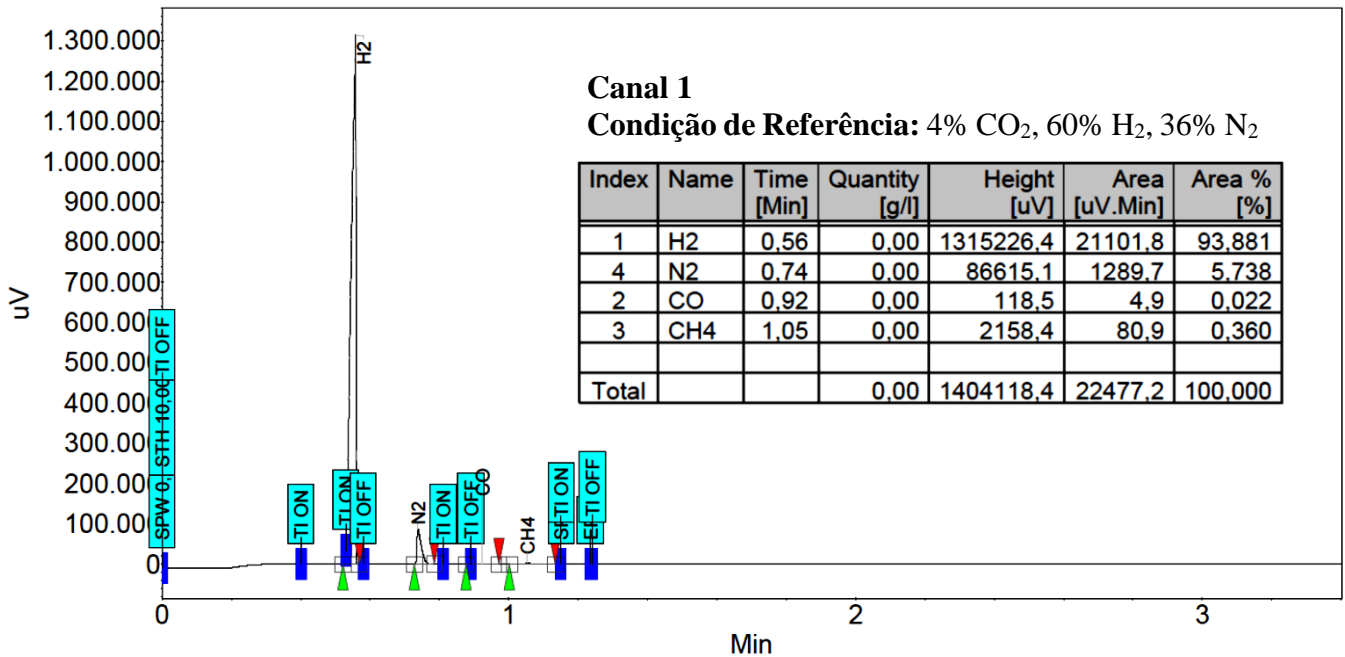 1.300.000
1.200.000
1.100.000
1.000.000
900.000
800.000
700.000
600.000
500.000
400.000
300.000
200.000
100.000
0
uV
TI OFF
STH 10,00
SPW 0,
TI ON
TI ON
TI OFF
H2
N2
TI ON
TI OFF
CO
CH4
TI ON
TI OFF
0
1
2
3
Min
Canal 1
Condição de Referência: 4% CO₂, 60% H₂, 36% N₂
Index Name Time [Min] Quantity [g/l] Height [uV] Area [uV.Min] Area % [%]
1 H2 0,56 0,00 1315226,4 21101,8 93,881
4 N2 0,74 0,00 86615,1 1289,7 5,738
2 CO 0,92 0,00 118,5 4,9 0,022
3 CH4 1,05 0,00 2158,4 80,9 0,360
Total 0,00 1404118,4 22477,2 100,000